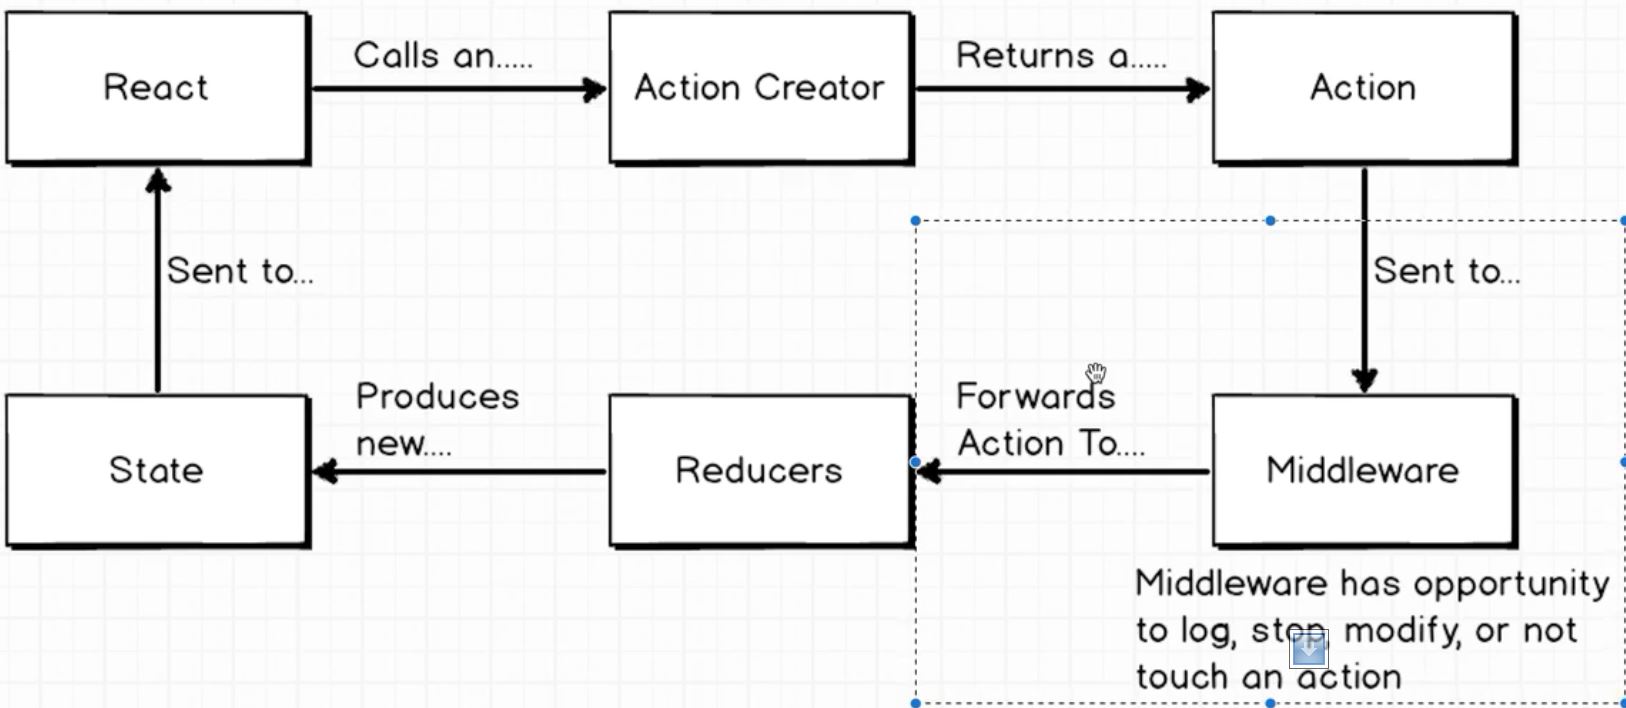 React
Calls an.....
Action Creator
Returns a.....
Action
Sent to...
Sent to...
State
Produces
new....
Reducers
Forwards
Action To....
Middleware
Middleware has opportunity
to log, stop, modify, or not
touch an action